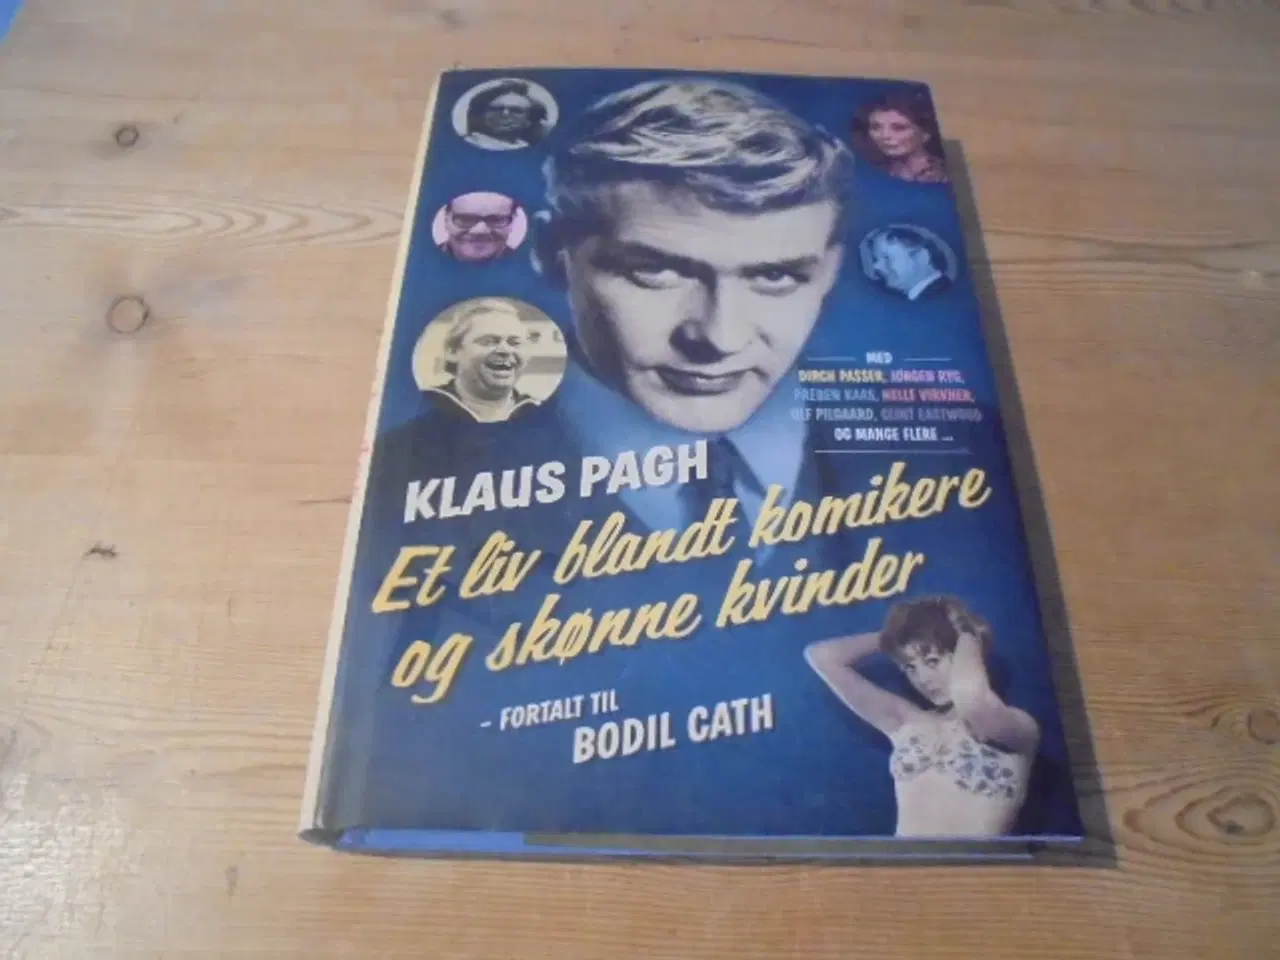 MED
DIRCH PASSER, JØRGEN RYG,
PREBEN KAAS, HELLE VIRKNER,
ULF PILGAARD, CLINT EASTWOOD
OG MANGE FLERE ...
KLAUS PAGH
Et liv blandt komikere
og skønne kvinder
- FORTALT TIL
BODIL CATH